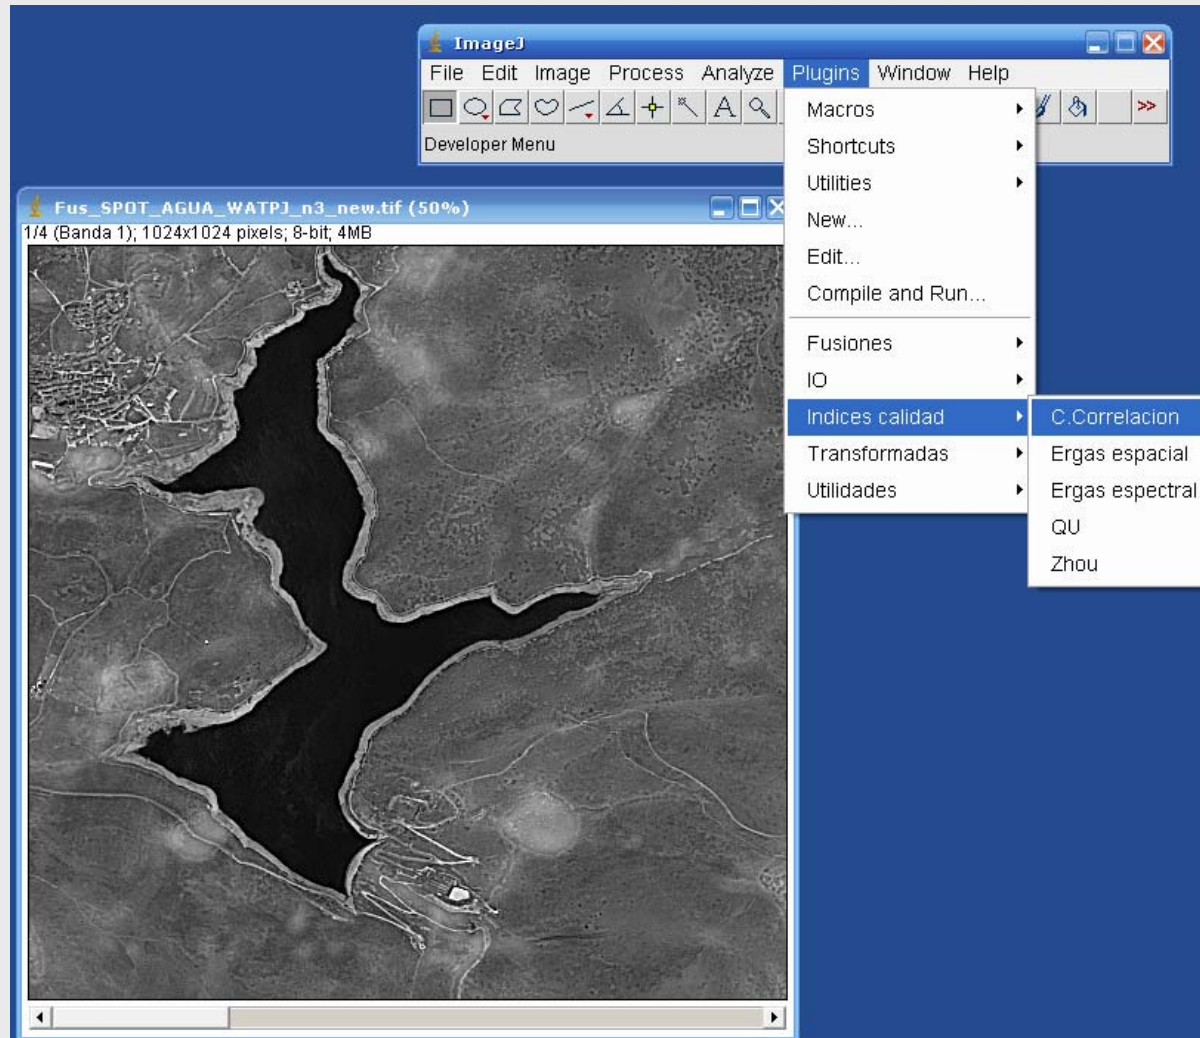 ImageJ
File Edit Image Process Analyze Plugins Window Help
A >>
Developer Menu
Macros
Shortcuts
Utilities
New...
Edit...
Compile and Run...
Fusiones
IO
Indices calidad
Transformadas
Utilidades
C.Correlacion
Ergas espacial
Ergas espectral
QU
Zhou
Fus_SPOT_AGUA_WATPJ_n3_new.tif (50%)
1/4 (Banda 1); 1024x1024 pixels; 8-bit; 4MB